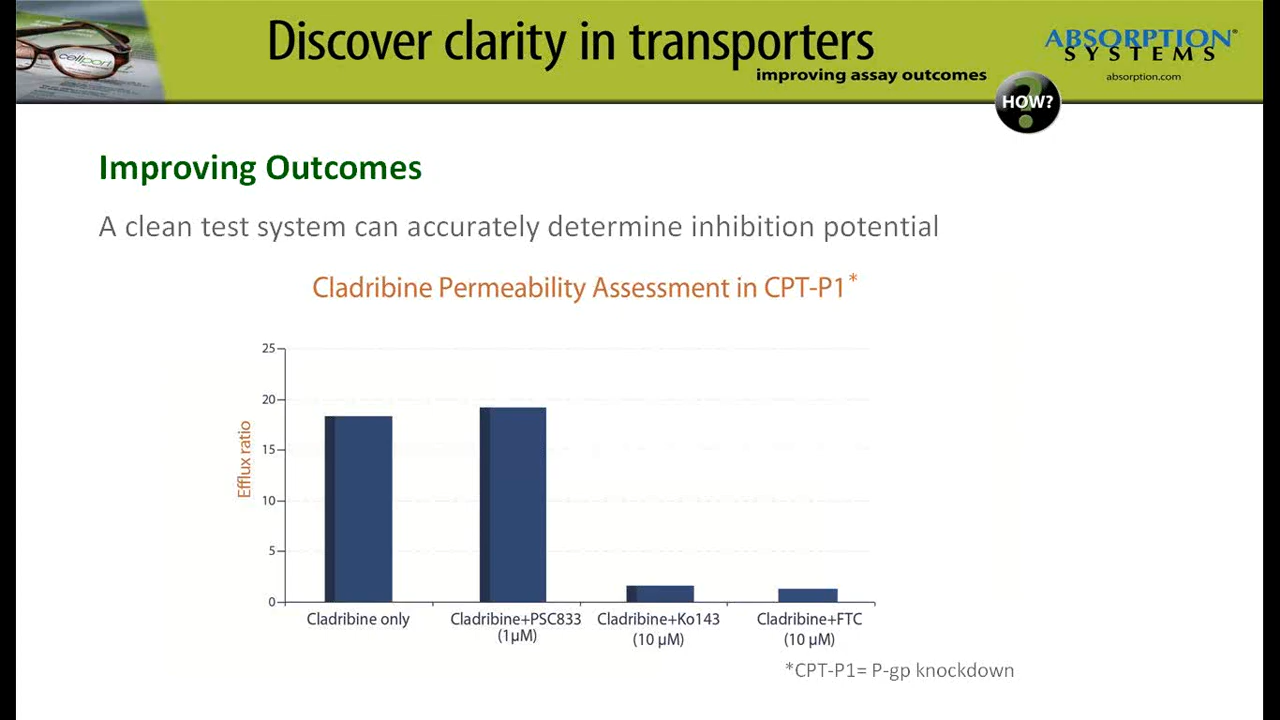 Discover clarity in transporters
improving assay outcomes
ABSORPTION®
SYSTEMS
absorption.com
cellport
HOW?
?
Improving Outcomes
A clean test system can accurately determine inhibition potential
Cladribine Permeability Assessment in CPT-P1*
Efflux ratio
25
20
15
10
5
0
Cladribine only
Cladribine+PSC833
(1µM)
Cladribine+Ko143
(10 µM)
Cladribine+FTC
(10 µM)
*CPT-P1= P-gp knockdown